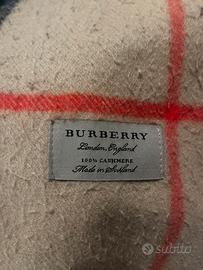 BURBERRY
London, England
100% CASHMERE
Made in Scotland
subito